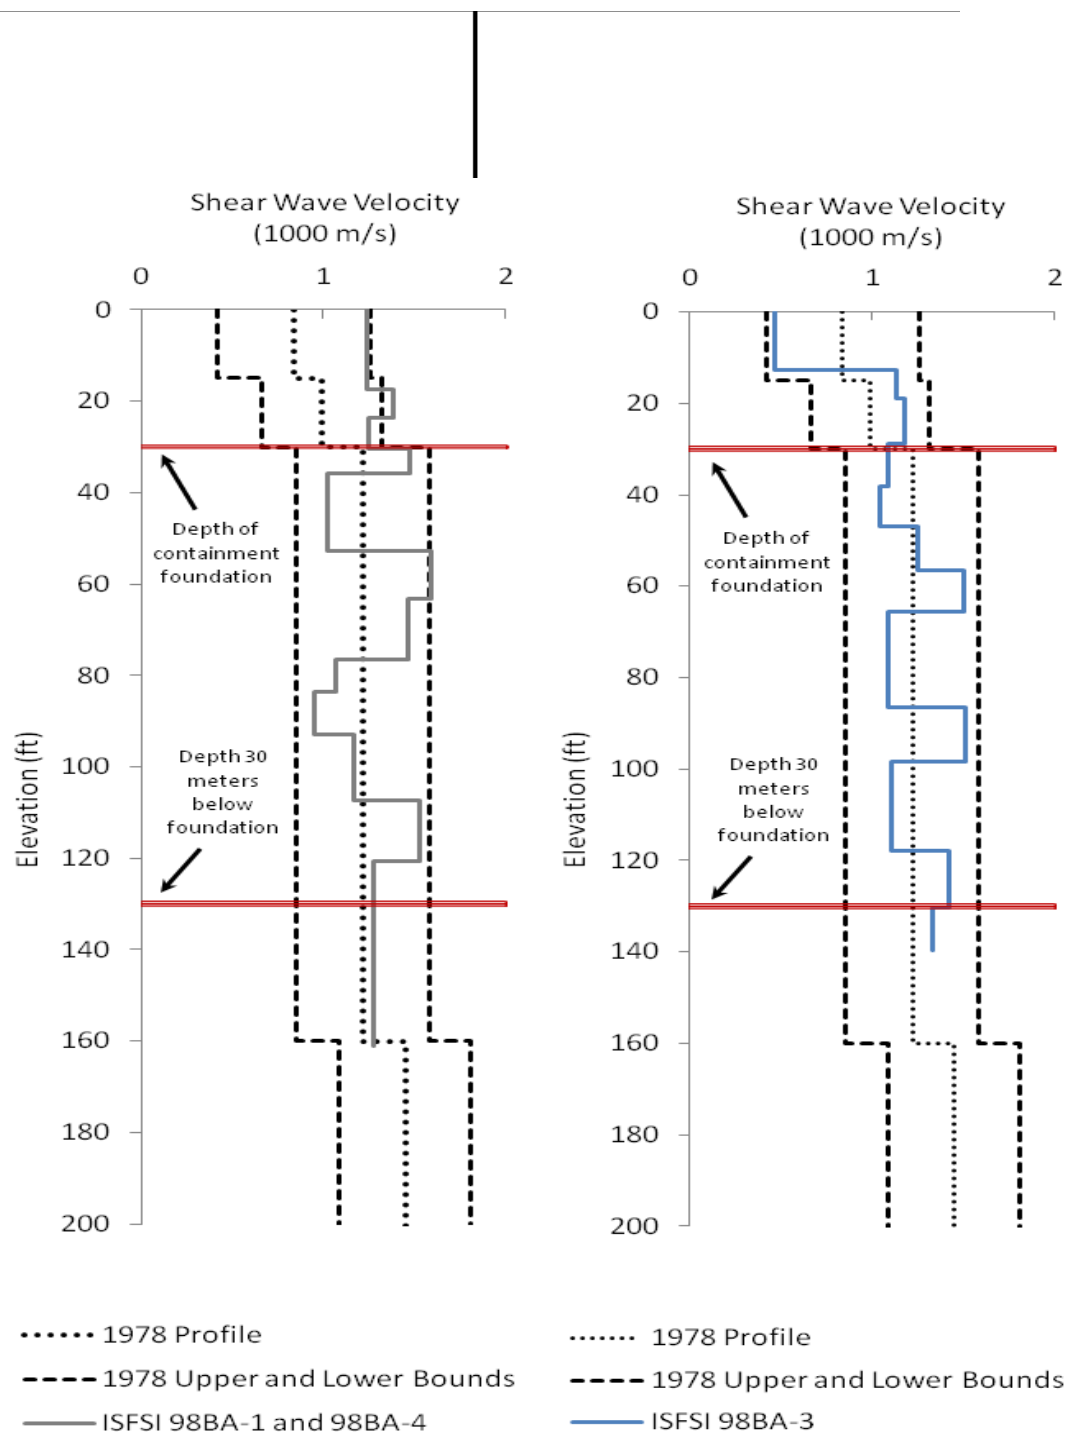 Shear Wave Velocity
(1000 m/s)
0 1 2
0
20
40
60
80
100
120
140
160
180
200
Elevation (ft)
Depth of
containment
foundation
Depth 30
meters
below
foundation
1978 Profile
1978 Upper and Lower Bounds
ISFSI 98BA-1 and 98BA-4
Shear Wave Velocity
(1000 m/s)
0 1 2
0
20
40
60
80
100
120
140
160
180
200
Elevation (ft)
Depth of
containment
foundation
Depth 30
meters
below
foundation
1978 Profile
1978 Upper and Lower Bounds
ISFSI 98BA-3